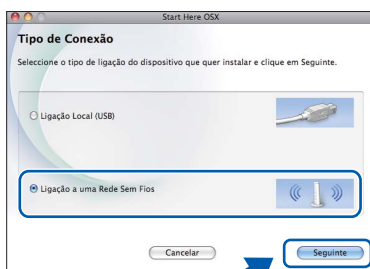 Start Here OSX
Tipo de Conexão
Seleccione o tipo de ligação do dispositivo que quer instalar e clique em Seguinte.
Ligação Local (USB)
Ligação a uma Rede Sem Fios
Cancelar
Seguinte